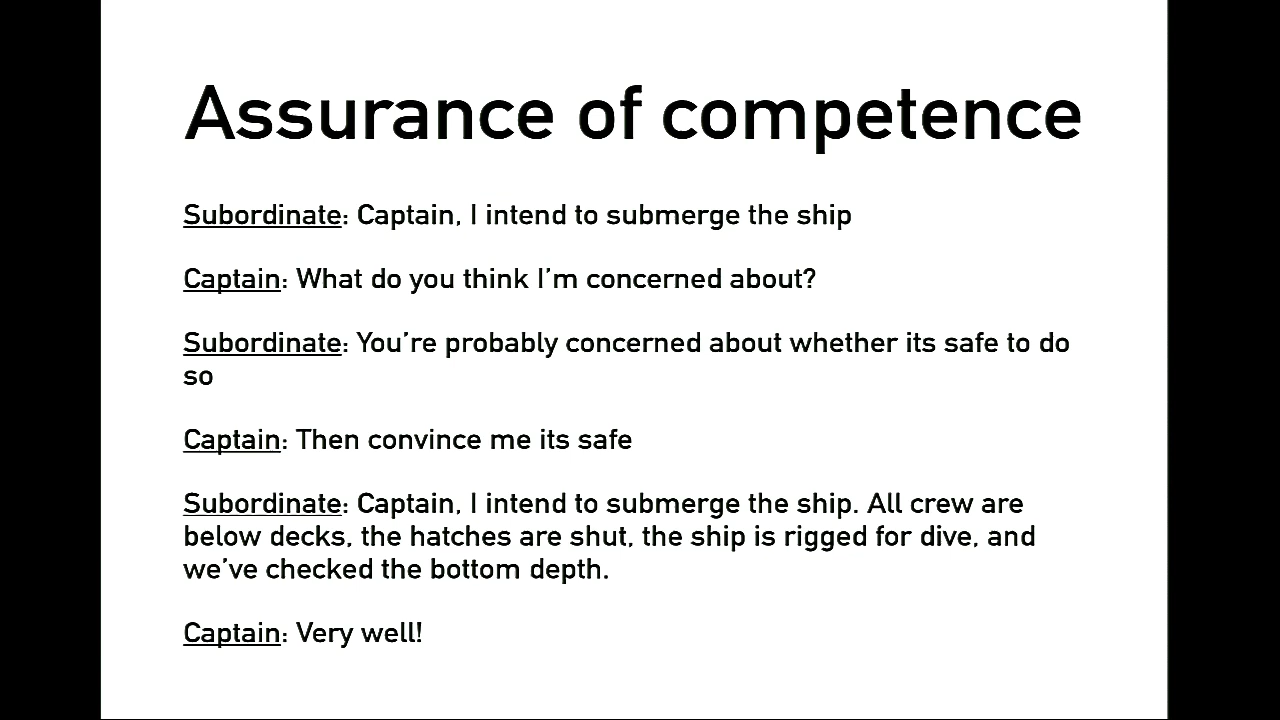 Assurance of competence
Subordinate: Captain, I intend to submerge the ship
Captain: What do you think I'm concerned about?
Subordinate: You're probably concerned about whether its safe to do
so
Captain: Then convince me its safe
Subordinate: Captain, I intend to submerge the ship. All crew are
below decks, the hatches are shut, the ship is rigged for dive, and
we've checked the bottom depth.
Captain: Very well!